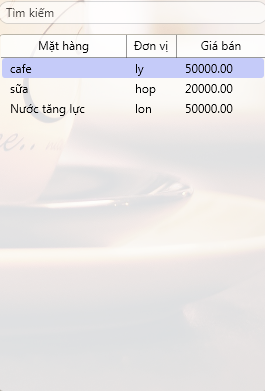 Tìm kiếm
Mặt hàng Đơn vị Giá bán
cafe ly 50000.00
sữa hop 20000.00
Nước tăng lực lon 50000.00